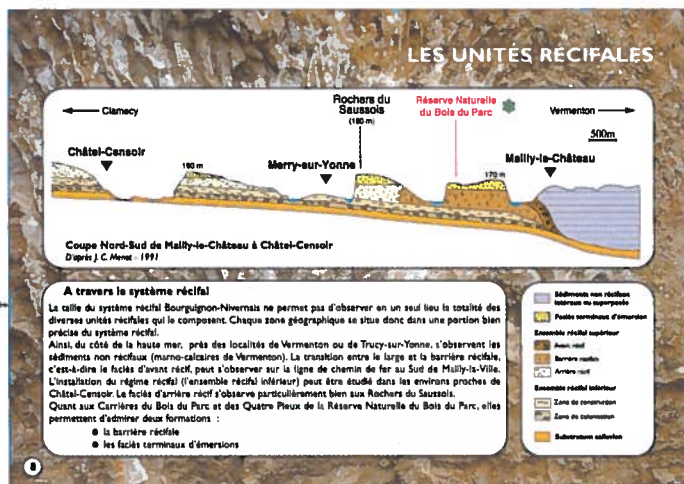 LES UNITÉS RÉCIFALES
Clamecy
Rochers du
Saussois
(180 m)
Réserve Naturelle
du Bois du Parc
Vermenton
500m
Châtel-Censoir
190 m
Merry-sur-Yonne
170 m
Mailly-le-Château
Coupe Nord-Sud de Mailly-le-Château à Châtel-Censoir
D'après J. C. Menot - 1991
A travers le système récifal
La taille du système récifal Bourguignon-Nivernais ne permet pas d'observer en un seul lieu la totalité des
diverses unités récifales qui le composent. Chaque zone géographique se situe donc dans une portion bien
précise du système récifal.
Ainsi, du côté de la haute mer, près des localités de Vermenton ou de Trucy-sur-Yonne, s'observent les
sédiments non récifaux (marno-calcaires de Vermenton). La transition entre le large et la barrière récifale,
c'est-à-dire le faciès d'avant récif, peut s'observer sur la ligne de chemin de fer au Sud de Mailly-la-Ville.
L'installation du régime récifal (l'ensemble récifal inférieur) peut être étudié dans les environs proches de
Châtel-Censoir. Le faciès d'arrière récif s'observe particulièrement bien aux Rochers du Saussois.
Quant aux Carrières du Bois du Parc et des Quatre Pieux de la Réserve Naturelle du Bois du Parc, elles
permettent d'admirer deux formations :
● la barrière récifale
● les faciès terminaux d'émersions
Sédiments non récifaux
latéraux ou superposés
Faciès terminaux d'émersion
Ensemble récifal supérieur
Avant récif
Barrière récifale
Arrière récif
Ensemble récifal inférieur
Zone de construction
Zone de colonisation
Substratum callovien
8